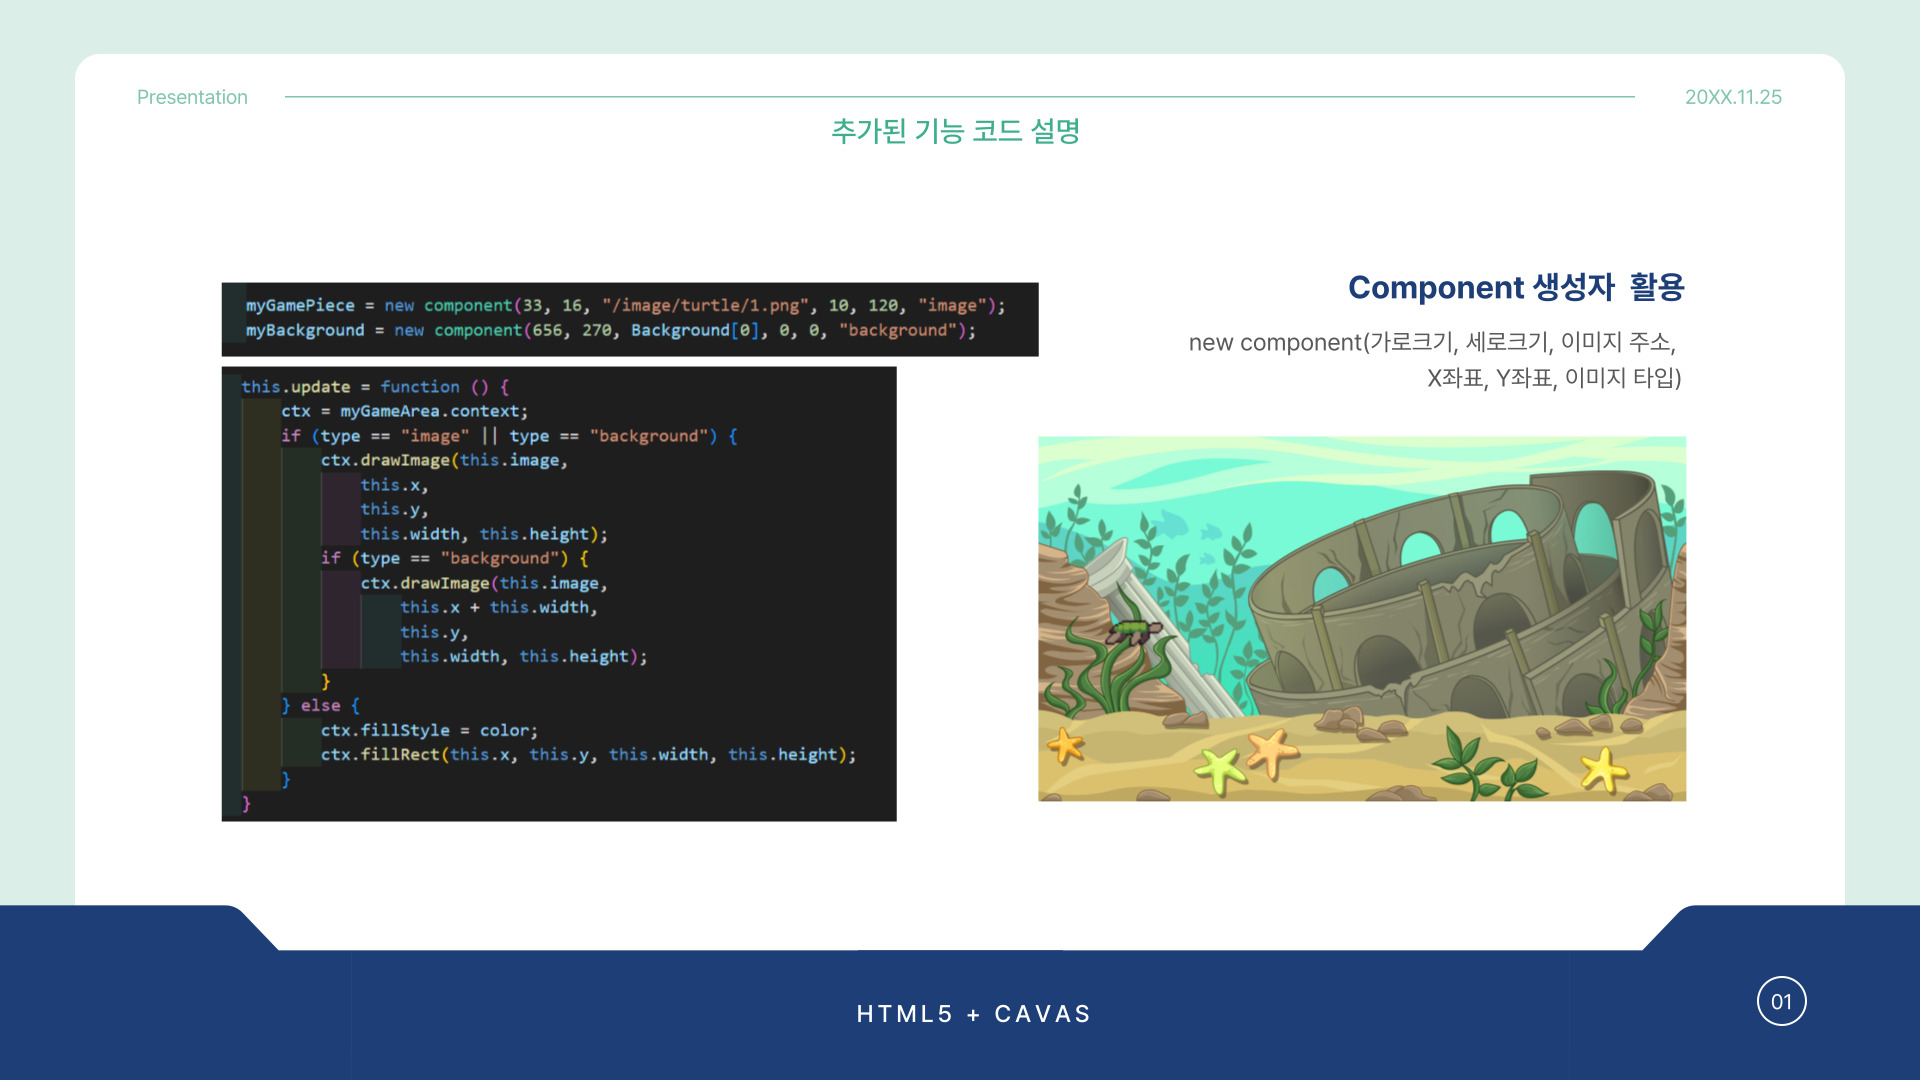 Presentation
20XX.11.25
추가된 기능 코드 설명
myGamePiece = new component(33, 16, "/image/turtle/1.png", 10, 120, "image");
myBackground = new component(656, 270, Background[0], 0, 0, "background");
this.update = function () {
ctx = myGameArea.context;
if (type == "image" || type == "background") {
ctx.drawImage(this.image,
this.x,
this.y,
this.width, this.height);
if (type == "background") {
ctx.drawImage(this.image,
this.x + this.width,
this.y,
this.width, this.height);
}
} else {
ctx.fillStyle = color;
ctx.fillRect(this.x, this.y, this.width, this.height);
}
}
Component 생성자 활용
new component(가로크기, 세로크기, 이미지 주소,
X좌표, Y좌표, 이미지 타입)
HTML5 + CAVAS
01